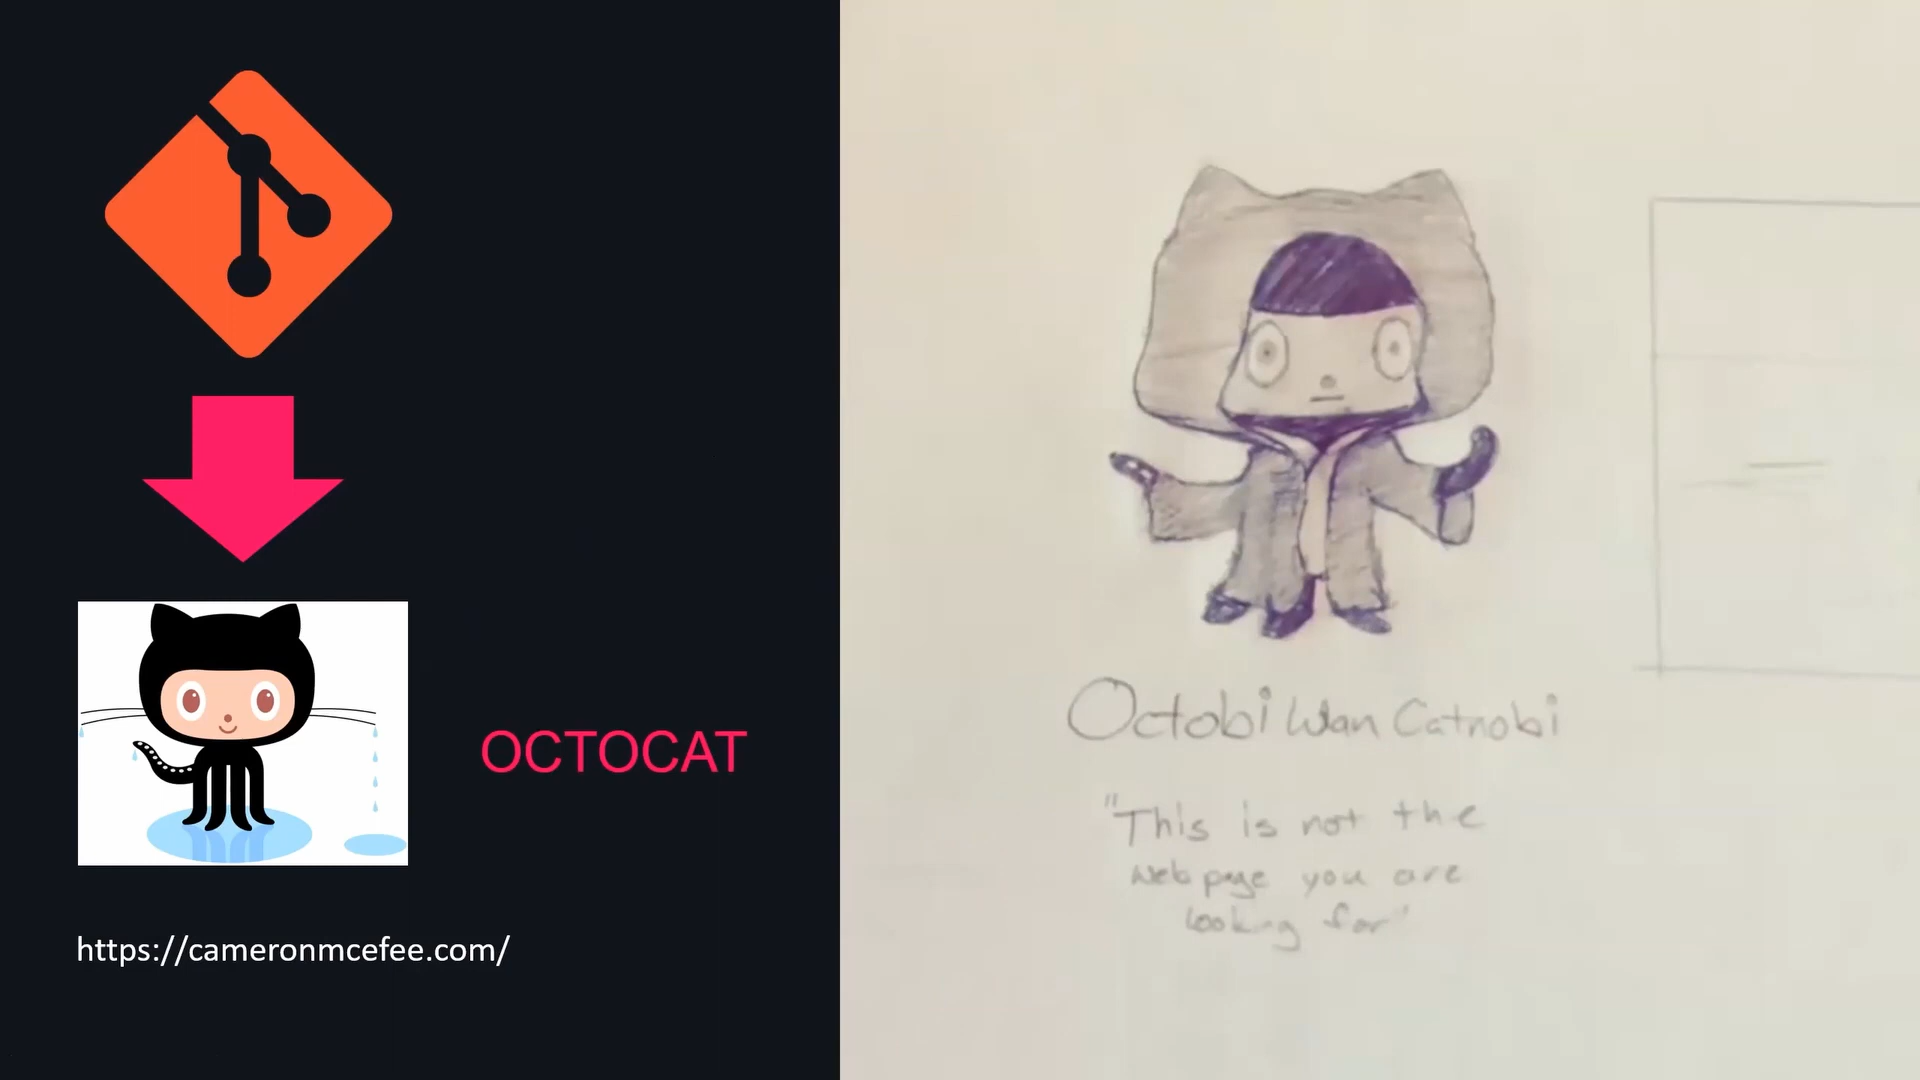 OCTOCAT
https://cameronmcefee.com/
Octobi Wan Catnobi
"This is not the
web page you are
looking for"